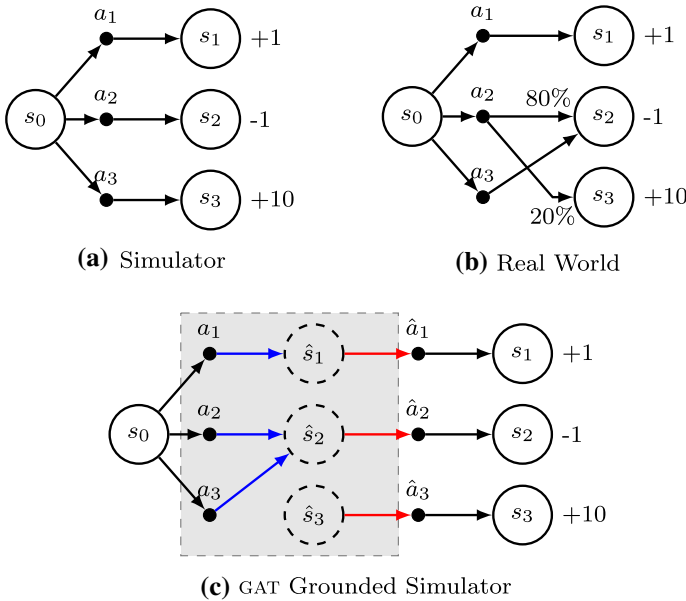 a1 s1 +1
s0 a2 s2 -1
a3 s3 +10
(a) Simulator
a1 s1 +1
s0 a2 80% s2 -1
a3 s3 +10
20%
(b) Real World
a1 ŝ1 â1 s1 +1
s0 a2 ŝ2 â2 s2 -1
a3 ŝ3 â3 s3 +10
(c) GAT Grounded Simulator